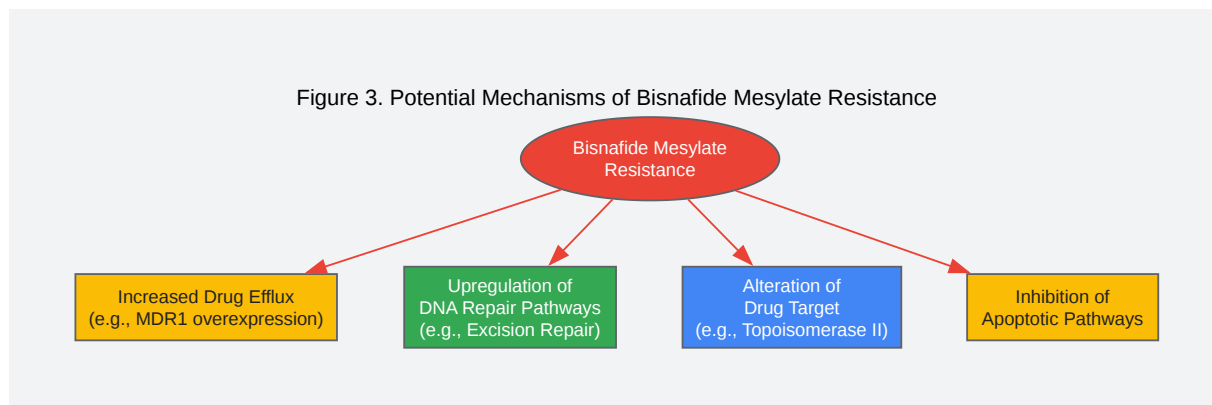 Figure 3. Potential Mechanisms of Bisnafide Mesylate Resistance
Bisnafide Mesylate
Resistance
Increased Drug Efflux
(e.g., MDR1 overexpression)
Upregulation of
DNA Repair Pathways
(e.g., Excision Repair)
Alteration of
Drug Target
(e.g., Topoisomerase II)
Inhibition of
Apoptotic Pathways